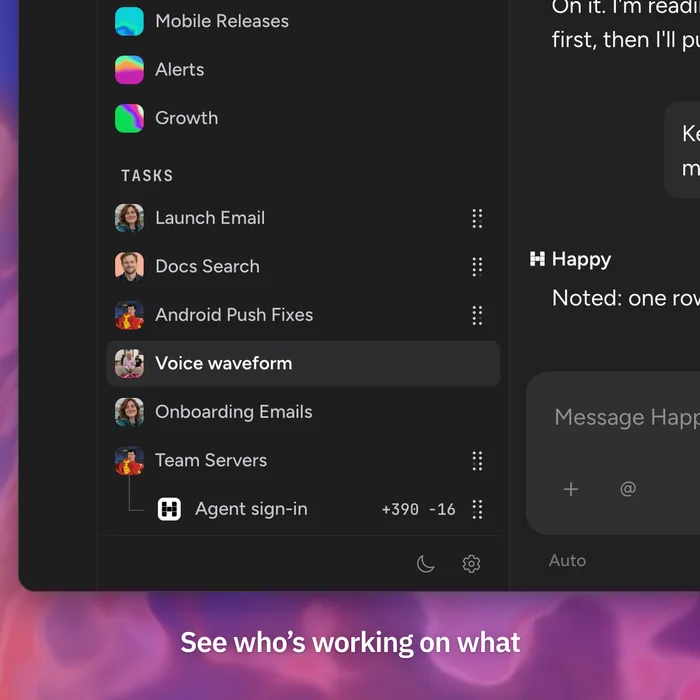 Mobile Releases
Alerts
Growth
TASKS
Launch Email
Docs Search
Android Push Fixes
Voice waveform
Onboarding Emails
Team Servers
Agent sign-in +390 -16
On it. I'm readi
first, then I'll pu
Ke
m
Happy
Noted: one rov
Message Happ
@
Auto
See who's working on what